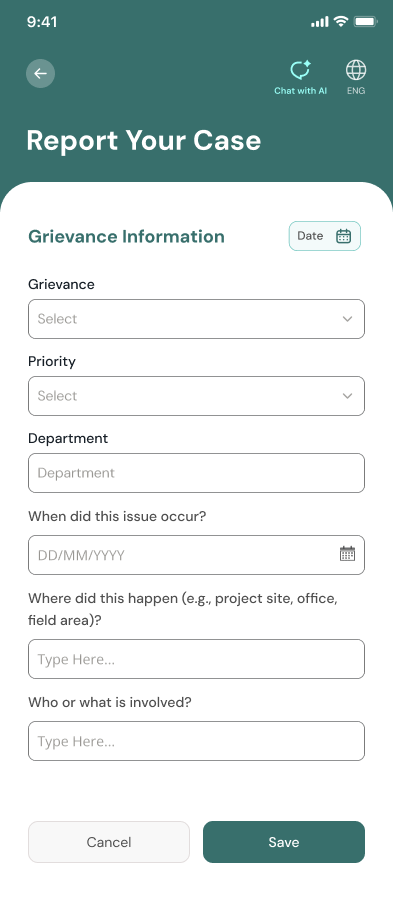 9:41
Chat with AI
ENG
Report Your Case
Grievance Information
Date
Grievance
Select
Priority
Select
Department
Department
When did this issue occur?
DD/MM/YYYY
Where did this happen (e.g., project site, office,
field area)?
Type Here...
Who or what is involved?
Type Here...
Cancel
Save